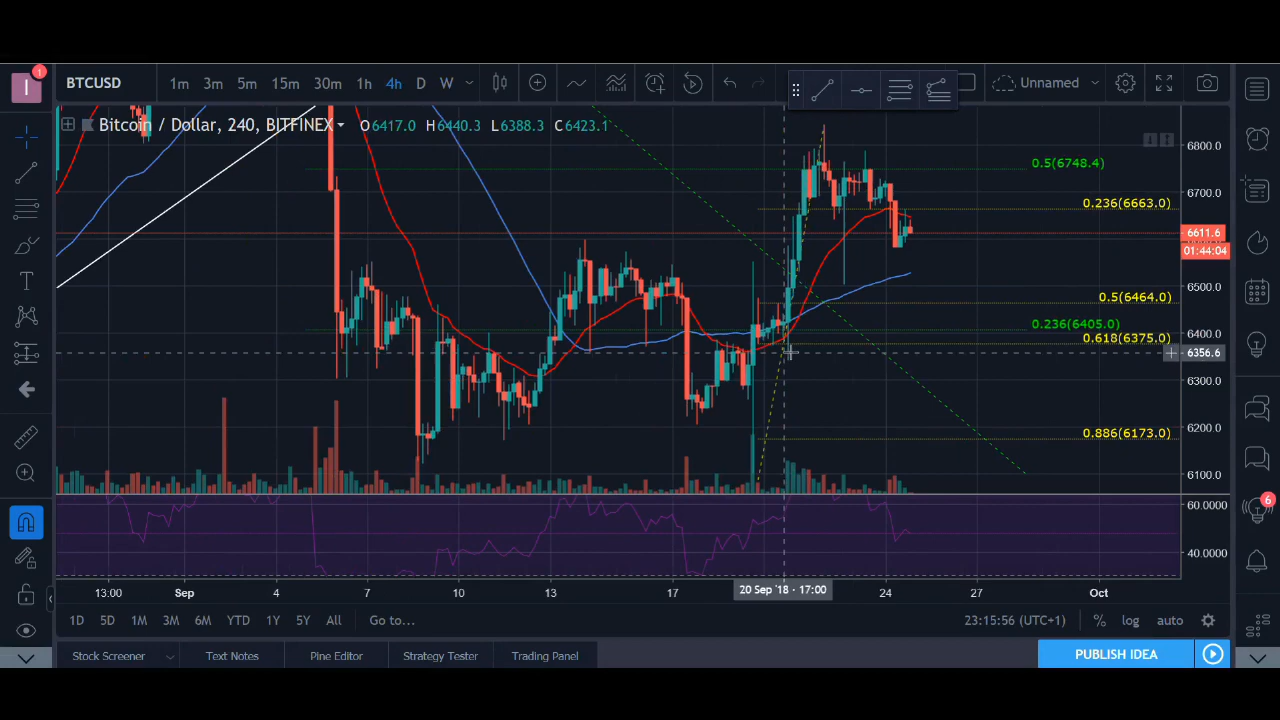 I
1
BTCUSD
1m 3m 5m 15m 30m 1h 4h D W
Unnamed
Bitcoin / Dollar, 240, BITFINEX O6417.0 H6440.3 L6388.3 C6423.1
0.5(6748.4)
0.236(6663.0)
0.5(6464.0)
0.236(6405.0)
0.618(6375.0)
0.886(6173.0)
6800.0
6700.0
6611.6
01:44:04
6500.0
6400.0
6356.6
6300.0
6200.0
6100.0
60.0000
40.0000
6
13:00 Sep 4 7 10 13 17 20 Sep '18 - 17:00 24 27 Oct
1D 5D 1M 3M 6M YTD 1Y 5Y All Go to... 23:15:56 (UTC+1) % log auto
Stock Screener Text Notes Pine Editor Strategy Tester Trading Panel PUBLISH IDEA